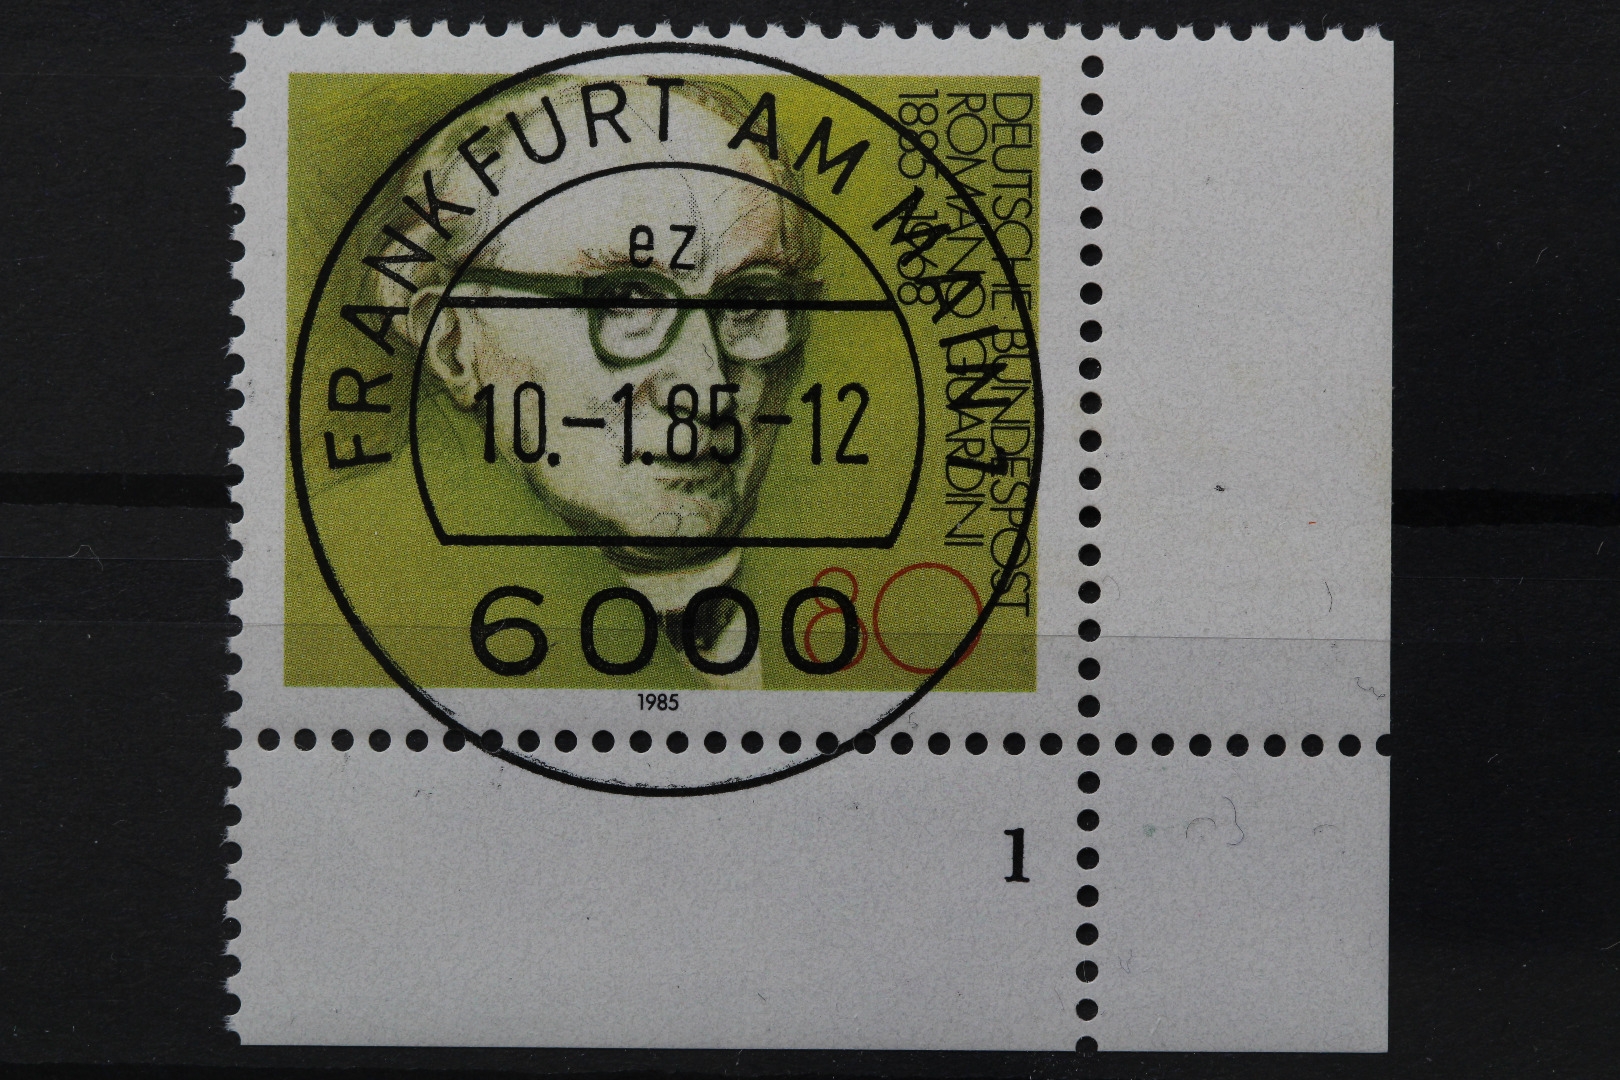 DEUTSCHE BUNDESPOST
ROMANO GUARDINI
1885-1968
80
1985
FRANKFURT AM MAIN 1
ez
10.-1.85-12
6000
1